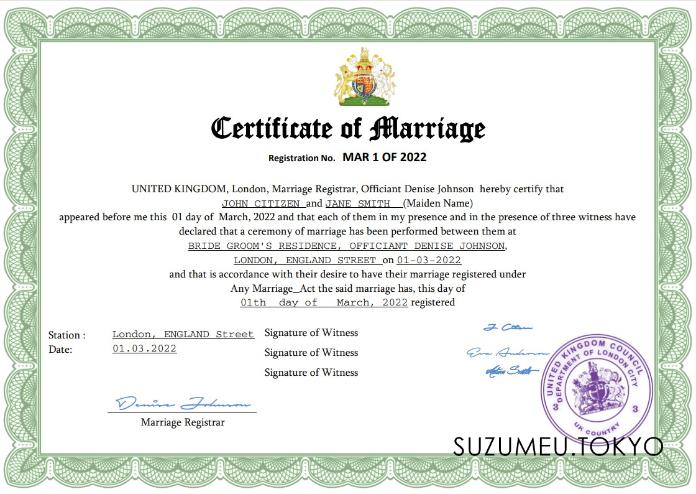 Certificate of Marriage
Registration No. MAR 1 OF 2022
UNITED KINGDOM, London, Marriage Registrar, Officiant Denise Johnson hereby certify that
JOHN CITIZEN and JANE SMITH (Maiden Name)
appeared before me this 01 day of March, 2022 and that each of them in my presence and in the presence of three witness have
declared that a ceremony of marriage has been performed between them at
BRIDE GROOM'S RESIDENCE, OFFICIANT DENISE JOHNSON,
LONDON, ENGLAND STREET on 01-03-2022
and that is accordance with their desire to have their marriage registered under
Any Marriage_Act the said marriage has, this day of
01th day of March, 2022 registered
Station : London, ENGLAND Street
Date: 01.03.2022
Signature of Witness
Signature of Witness Eva Anderson
Signature of Witness
Denise Johnson
Marriage Registrar
UNITED KINGDOM COUNCIL
DEPARTMENT OF LONDON CITY
3 3
UK COUNTRY
SUZUMEU.TOKYO